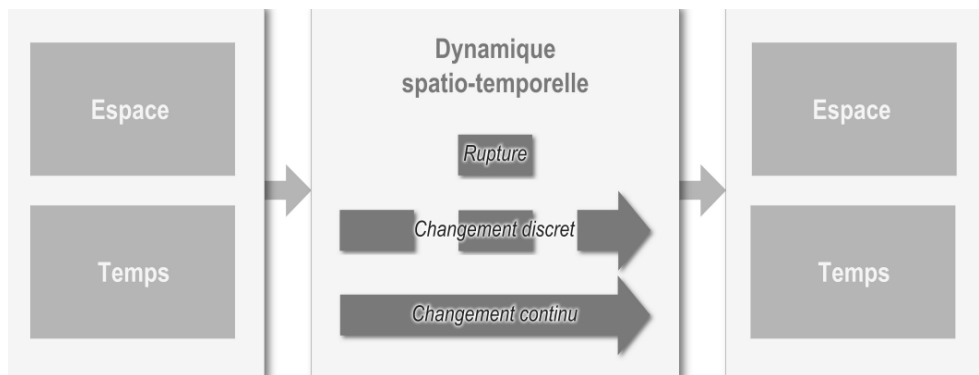 Espace
Temps
Dynamique
spatio-temporelle
Rupture
Changement discret
Changement continu
Espace
Temps